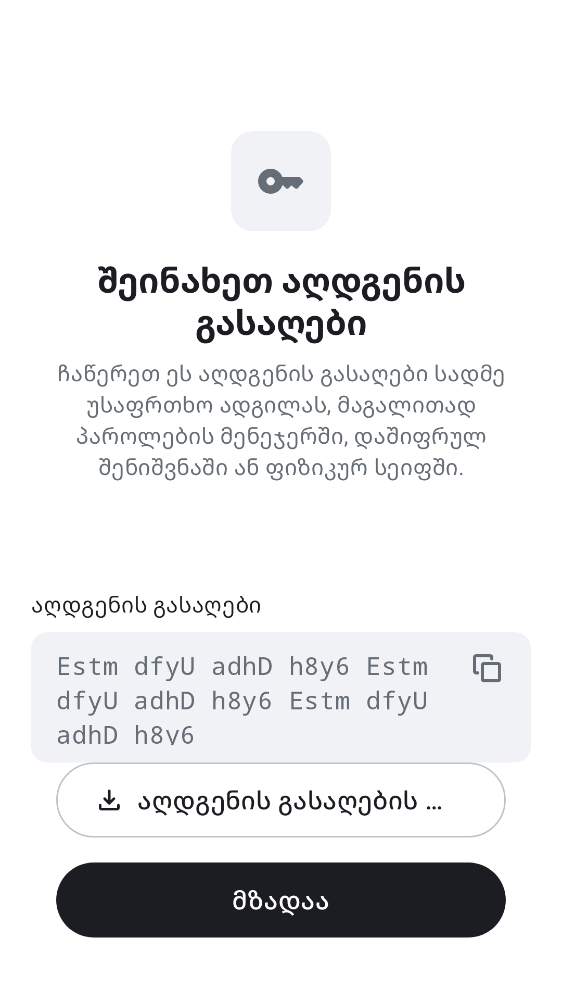 შეინახეთ აღდგენის
გასაღები
ჩაწერეთ ეს აღდგენის გასაღები სადმე
უსაფრთხო ადგილას, მაგალითად
პაროლების მენეჯერში, დაშიფრულ
შენიშვნაში ან ფიზიკურ სეიფში.
აღდგენის გასაღები
Estm dfyU adhD h8y6 Estm
dfyU adhD h8y6 Estm dfyU
adhD h8y6
აღდგენის გასაღების ...
მზადაა